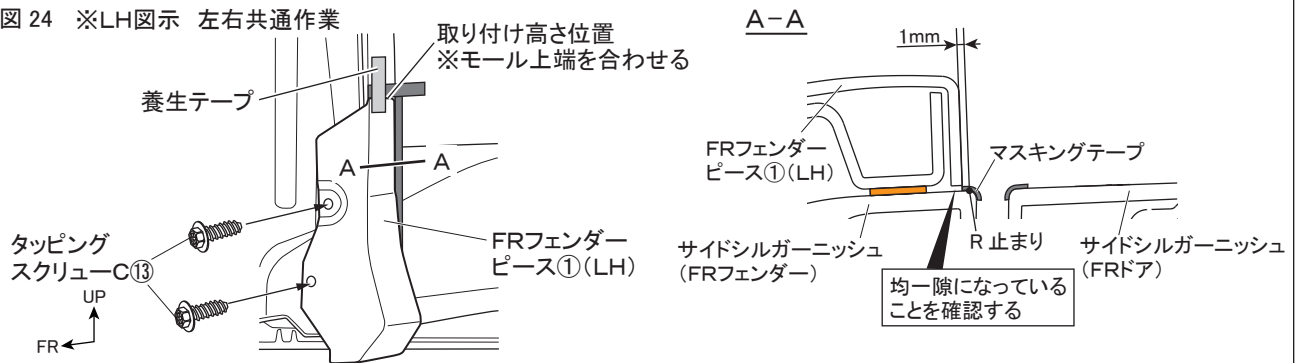 図 24 ※LH図示 左右共通作業
取り付け高さ位置
※モール上端を合わせる
養生テープ
A
A
タッピング
スクリューC⑬
FRフェンダー
ピース①(LH)
UP
FR
A-A
1mm
FRフェンダー
ピース①(LH)
マスキングテープ
サイドシルガーニッシュ
(FRフェンダー)
R 止まり
サイドシルガーニッシュ
(FRドア)
均一隙になっている
ことを確認する